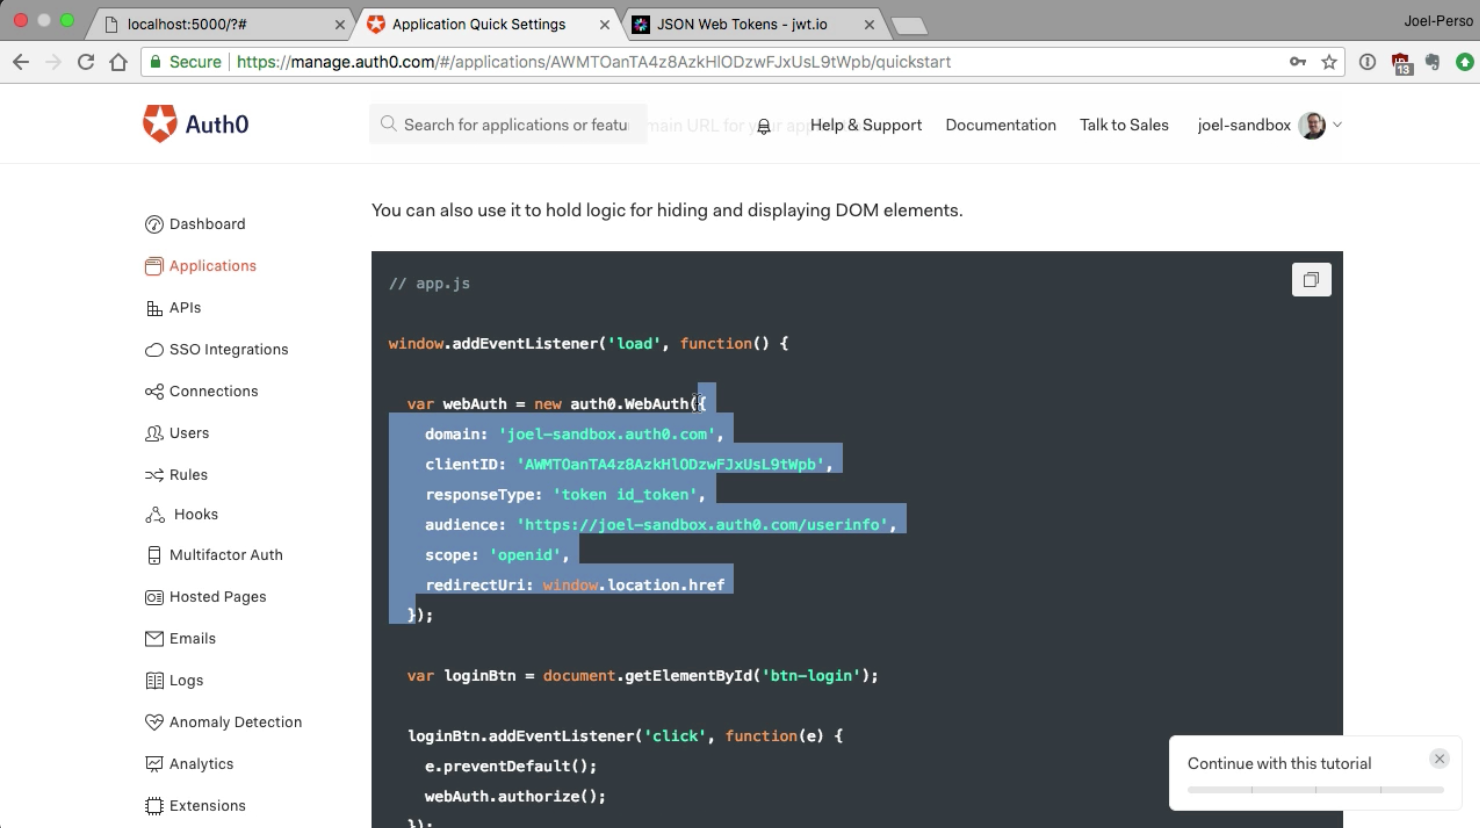 localhost:5000/?#
Application Quick Settings
JSON Web Tokens - jwt.io
Joel-Perso
Secure
https://manage.auth0.com/#/applications/AWMTOanTA4z8AzkHlODzwFJxUsL9tWpb/quickstart
13
Auth0
Search for applications or featu
main URL for your app
Help & Support
Documentation
Talk to Sales
joel-sandbox
Dashboard
Applications
APIs
SSO Integrations
Connections
Users
Rules
Hooks
Multifactor Auth
Hosted Pages
Emails
Logs
Anomaly Detection
Analytics
Extensions
You can also use it to hold logic for hiding and displaying DOM elements.
// app.js
window.addEventListener('load', function() {
var webAuth = new auth0.WebAuth({
domain: 'joel-sandbox.auth0.com',
clientID: 'AWMTOanTA4z8AzkHlODzwFJxUsL9tWpb',
responseType: 'token id_token',
audience: 'https://joel-sandbox.auth0.com/userinfo',
scope: 'openid',
redirectUri: window.location.href
});
var loginBtn = document.getElementById('btn-login');
loginBtn.addEventListener('click', function(e) {
e.preventDefault();
webAuth.authorize();
});
Continue with this tutorial